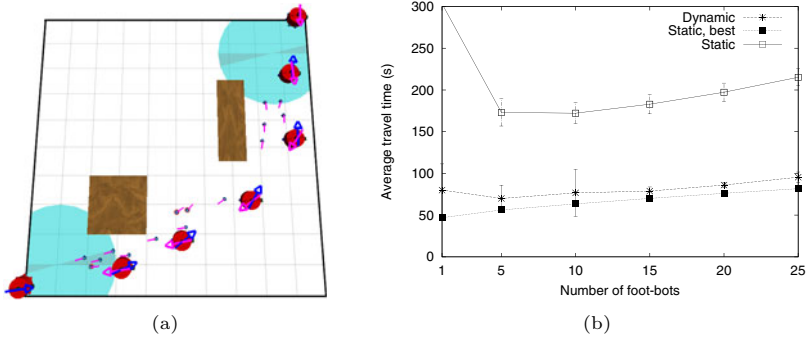 Dynamic
Static, best
Static
300
250
200
150
100
50
0
Average travel time (s)
1 5 10 15 20 25
Number of foot-bots
(a) (b)